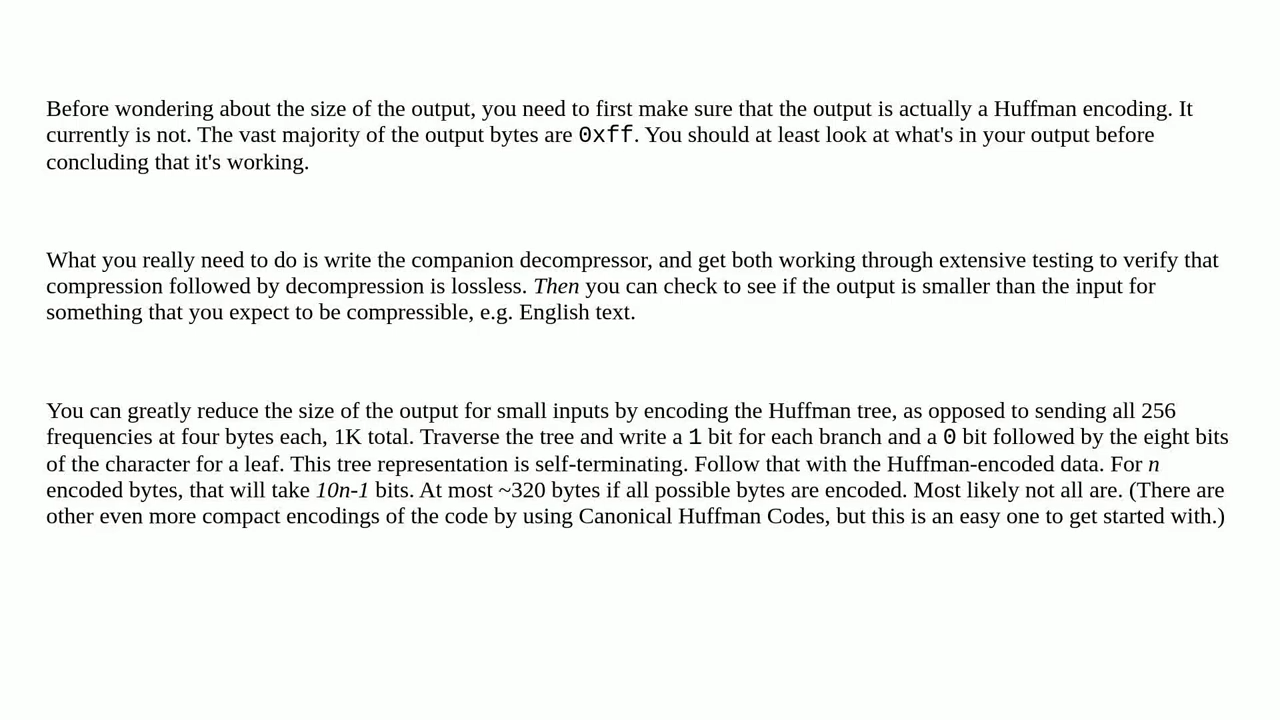 Before wondering about the size of the output, you need to first make sure that the output is actually a Huffman encoding. It
currently is not. The vast majority of the output bytes are 0xff. You should at least look at what's in your output before
concluding that it's working.
What you really need to do is write the companion decompressor, and get both working through extensive testing to verify that
compression followed by decompression is lossless. Then you can check to see if the output is smaller than the input for
something that you expect to be compressible, e.g. English text.
You can greatly reduce the size of the output for small inputs by encoding the Huffman tree, as opposed to sending all 256
frequencies at four bytes each, 1K total. Traverse the tree and write a 1 bit for each branch and a 0 bit followed by the eight bits
of the character for a leaf. This tree representation is self-terminating. Follow that with the Huffman-encoded data. For n
encoded bytes, that will take 10n-1 bits. At most ~320 bytes if all possible bytes are encoded. Most likely not all are. (There are
other even more compact encodings of the code by using Canonical Huffman Codes, but this is an easy one to get started with.)